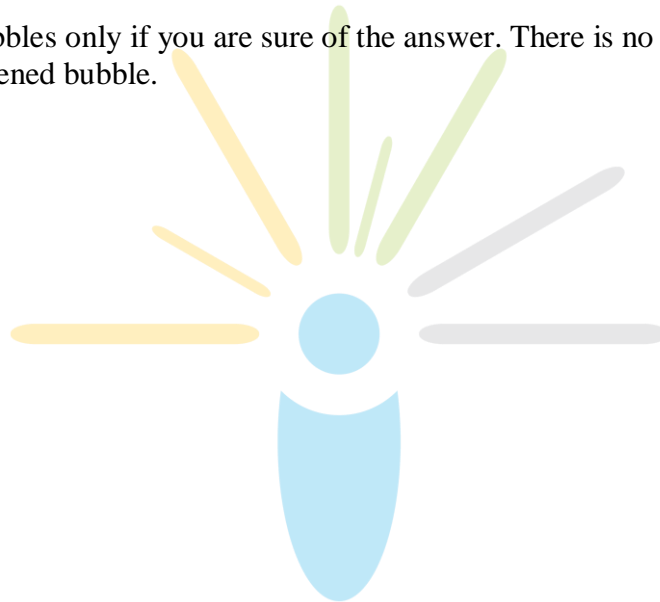 bbles only if you are sure of the answer. There is no
ened bubble.